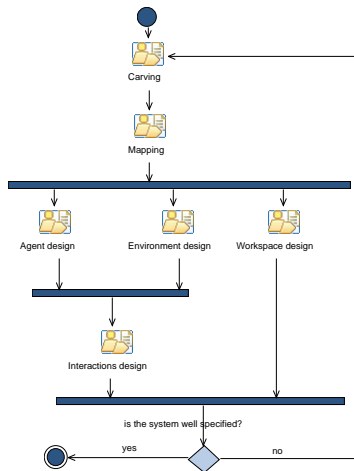 Carving
Mapping
Agent design
Environment design
Workspace design
Interactions design
is the system well specified?
yes
no